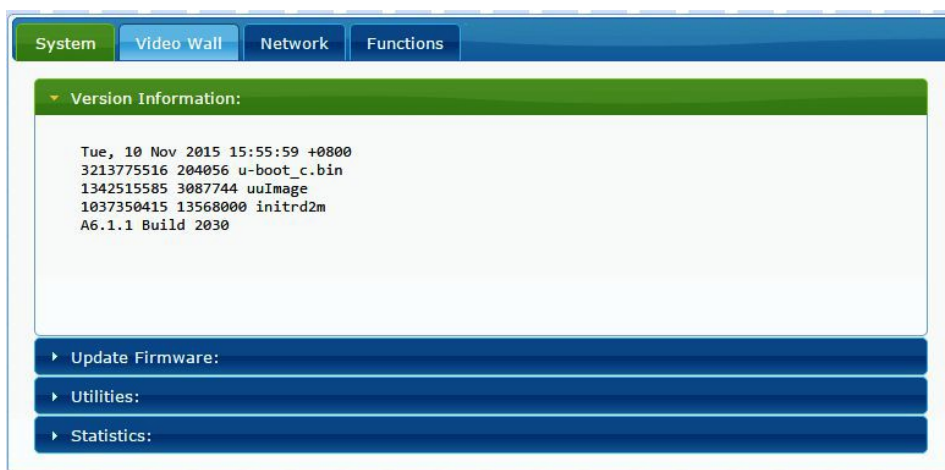 System Video Wall Network Functions
Version Information:
Tue, 10 Nov 2015 15:55:59 +0800
3213775516 204056 u-boot_c.bin
1342515585 3087744 uuImage
1037350415 13568000 initrd2m
A6.1.1 Build 2030
Update Firmware:
Utilities:
Statistics: